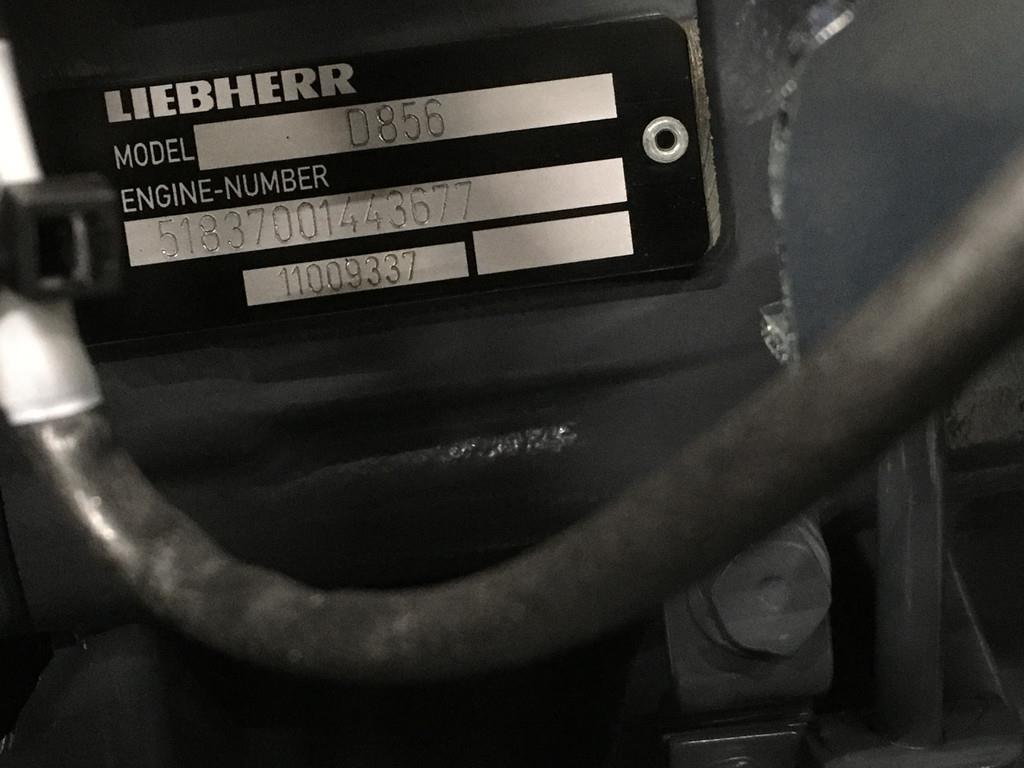 LIEBHERR
MODEL D856
ENGINE-NUMBER
51837001443677
11009337